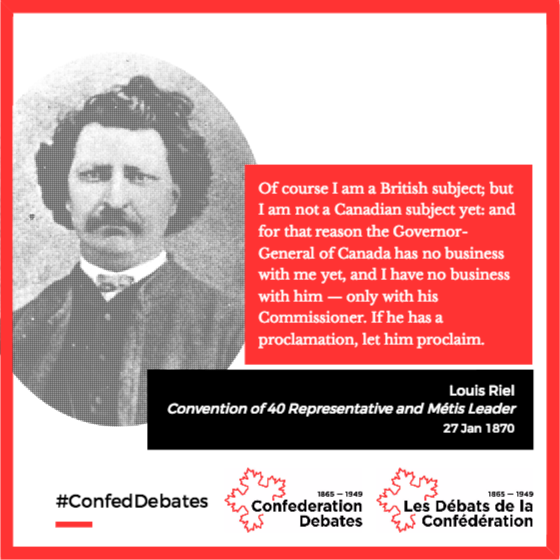 Of course I am a British subject; but
I am not a Canadian subject yet: and
for that reason the Governor-
General of Canada has no business
with me yet, and I have no business
with him — only with his
Commissioner. If he has a
proclamation, let him proclaim.
Louis Riel
Convention of 40 Representative and Métis Leader
27 Jan 1870
#ConfedDebates
1865 — 1949
Confederation
Debates
1865 — 1949
Les Débats de la
Confédération